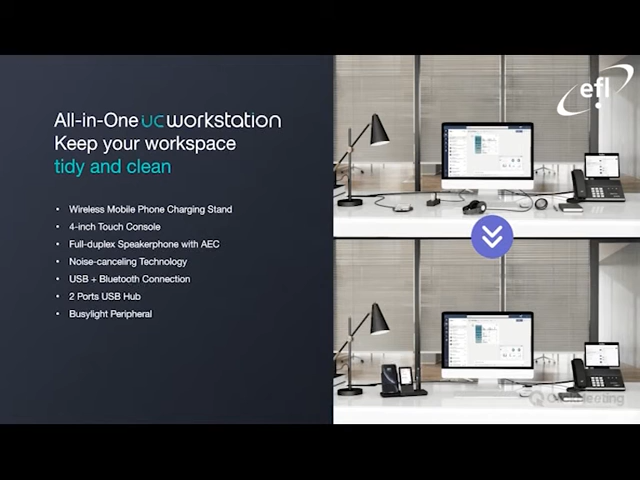 All-in-One UC workstation
Keep your workspace
tidy and clean
• Wireless Mobile Phone Charging Stand
• 4-inch Touch Console
• Full-duplex Speakerphone with AEC
• Noise-canceling Technology
• USB + Bluetooth Connection
• 2 Ports USB Hub
• Busylight Peripheral
efl